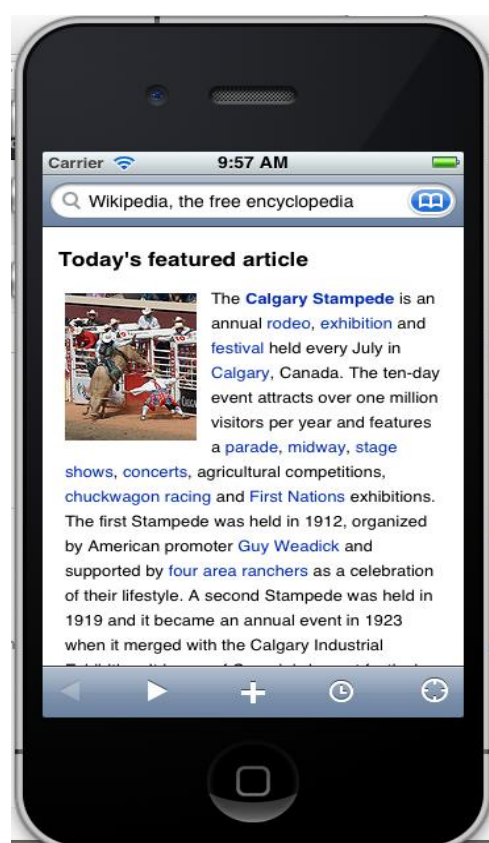 Carrier 9:57 AM
Wikipedia, the free encyclopedia
Today's featured article
The Calgary Stampede is an
annual rodeo, exhibition and
festival held every July in
Calgary, Canada. The ten-day
event attracts over one million
visitors per year and features
a parade, midway, stage
shows, concerts, agricultural competitions,
chuckwagon racing and First Nations exhibitions.
The first Stampede was held in 1912, organized
by American promoter Guy Weadick and
supported by four area ranchers as a celebration
of their lifestyle. A second Stampede was held in
1919 and it became an annual event in 1923
when it merged with the Calgary Industrial